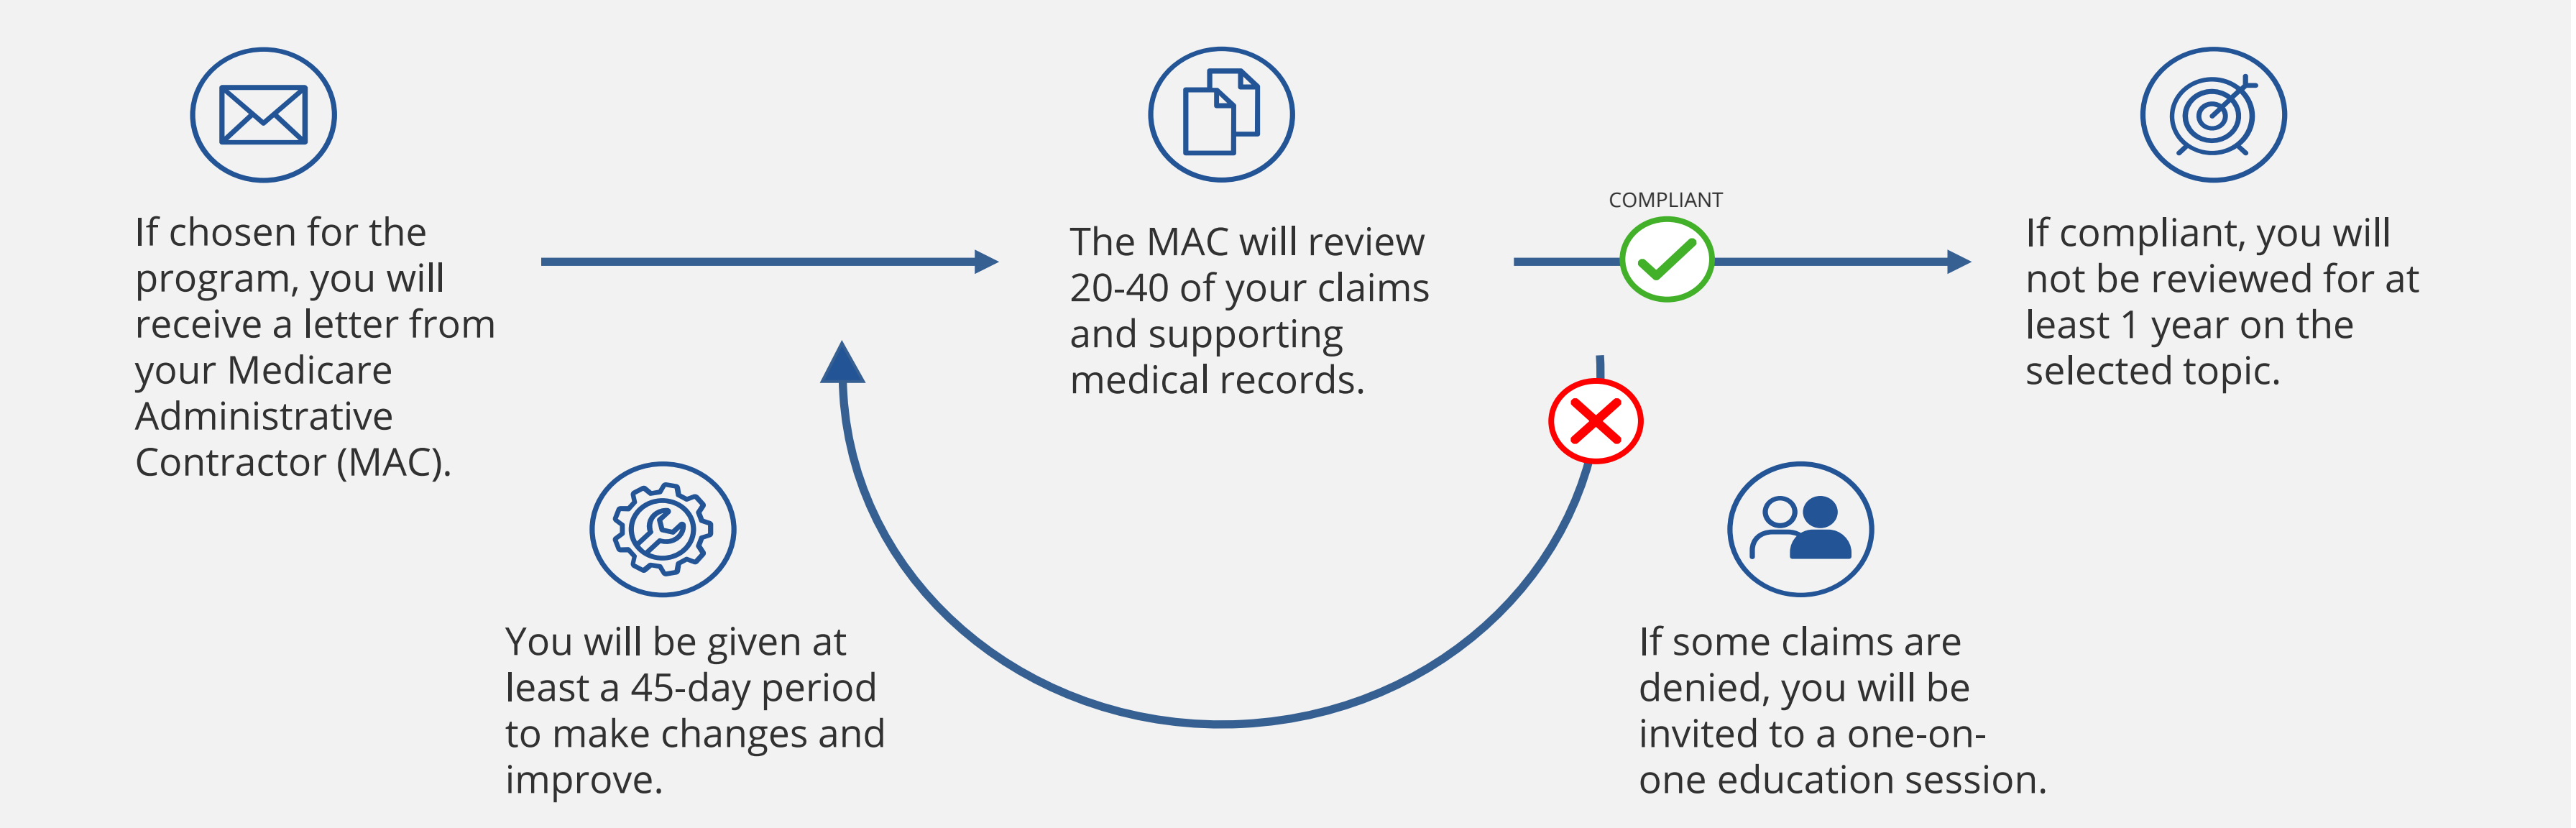 If chosen for the
program, you will
receive a letter from
your Medicare
Administrative
Contractor (MAC).
The MAC will review
20-40 of your claims
and supporting
medical records.
COMPLIANT
If compliant, you will
not be reviewed for at
least 1 year on the
selected topic.
You will be given at
least a 45-day period
to make changes and
improve.
If some claims are
denied, you will be
invited to a one-on-
one education session.